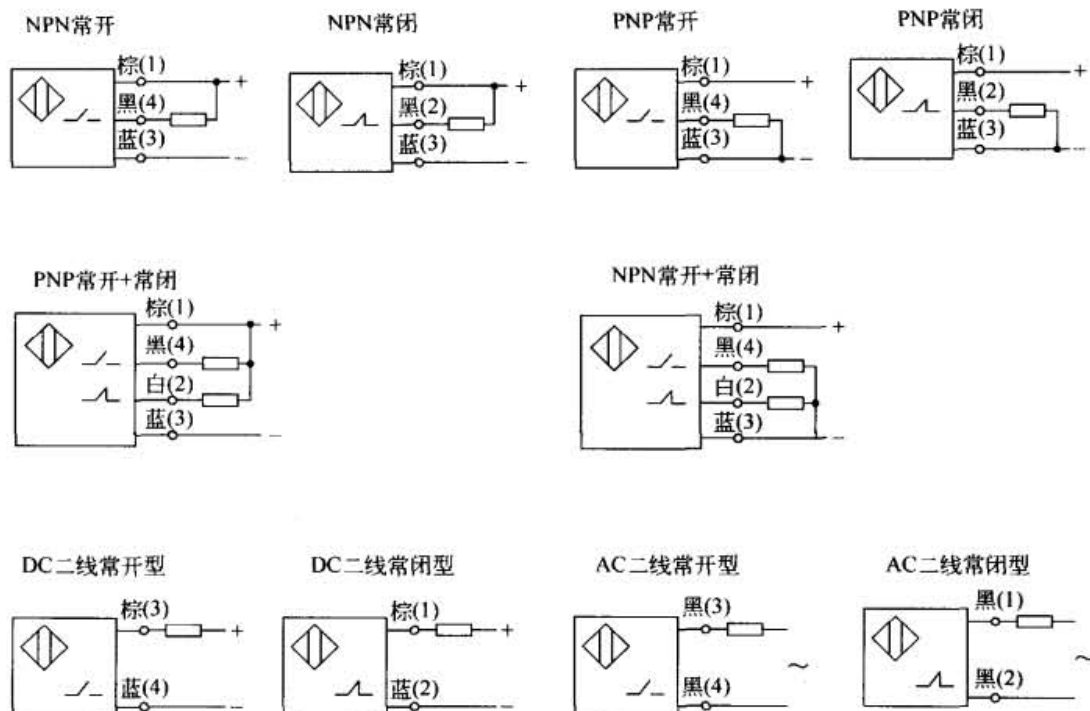 NPN常开
棕(1)
+
黑(4)
蓝(3)
−
NPN常闭
棕(1)
+
黑(2)
蓝(3)
−
PNP常开
棕(1)
+
黑(4)
蓝(3)
−
PNP常闭
棕(1)
+
黑(2)
蓝(3)
−
PNP常开+常闭
棕(1)
+
黑(4)
白(2)
蓝(3)
−
NPN常开+常闭
棕(1)
+
黑(4)
白(2)
蓝(3)
−
DC二线常开型
棕(3)
+
蓝(4)
−
DC二线常闭型
棕(1)
+
蓝(2)
−
AC二线常开型
黑(3)
~
黑(4)
AC二线常闭型
黑(1)
~
黑(2)